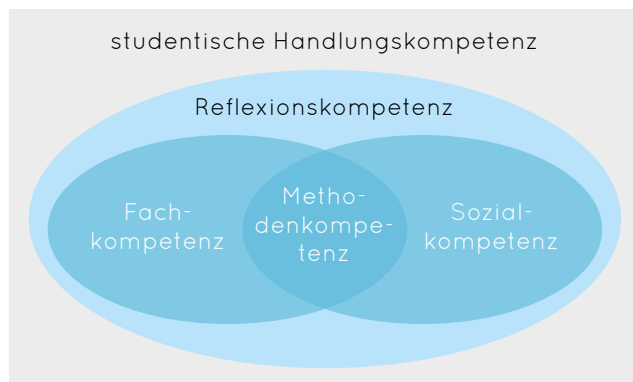 studentische Handlungskompetenz
Reflexionskompetenz
Fach-
kompetenz
Metho-
denkompe-
tenz
Sozial-
kompetenz